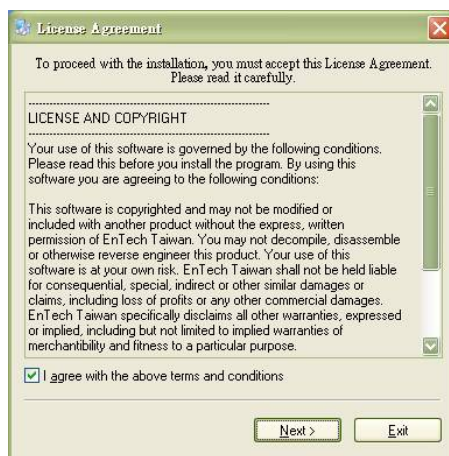 License Agreement
To proceed with the installation, you must accept this License Agreement.
Please read it carefully.
--------------------------------------------------------
LICENSE AND COPYRIGHT
--------------------------------------------------------
Your use of this software is governed by the following conditions.
Please read this before you install the program. By using this
software you are agreeing to the following conditions:
This software is copyrighted and may not be modified or
included with another product without the express, written
permission of EnTech Taiwan. You may not decompile, disassemble
or otherwise reverse engineer this product. Your use of this
software is at your own risk. EnTech Taiwan shall not be held liable
for consequential, special, indirect or other similar damages or
claims, including loss of profits or any other commercial damages.
EnTech Taiwan specifically disclaims all other warranties, expressed
or implied, including but not limited to implied warranties of
merchantibility and fitness to a particular purpose.
I agree with the above terms and conditions
Next >
Exit